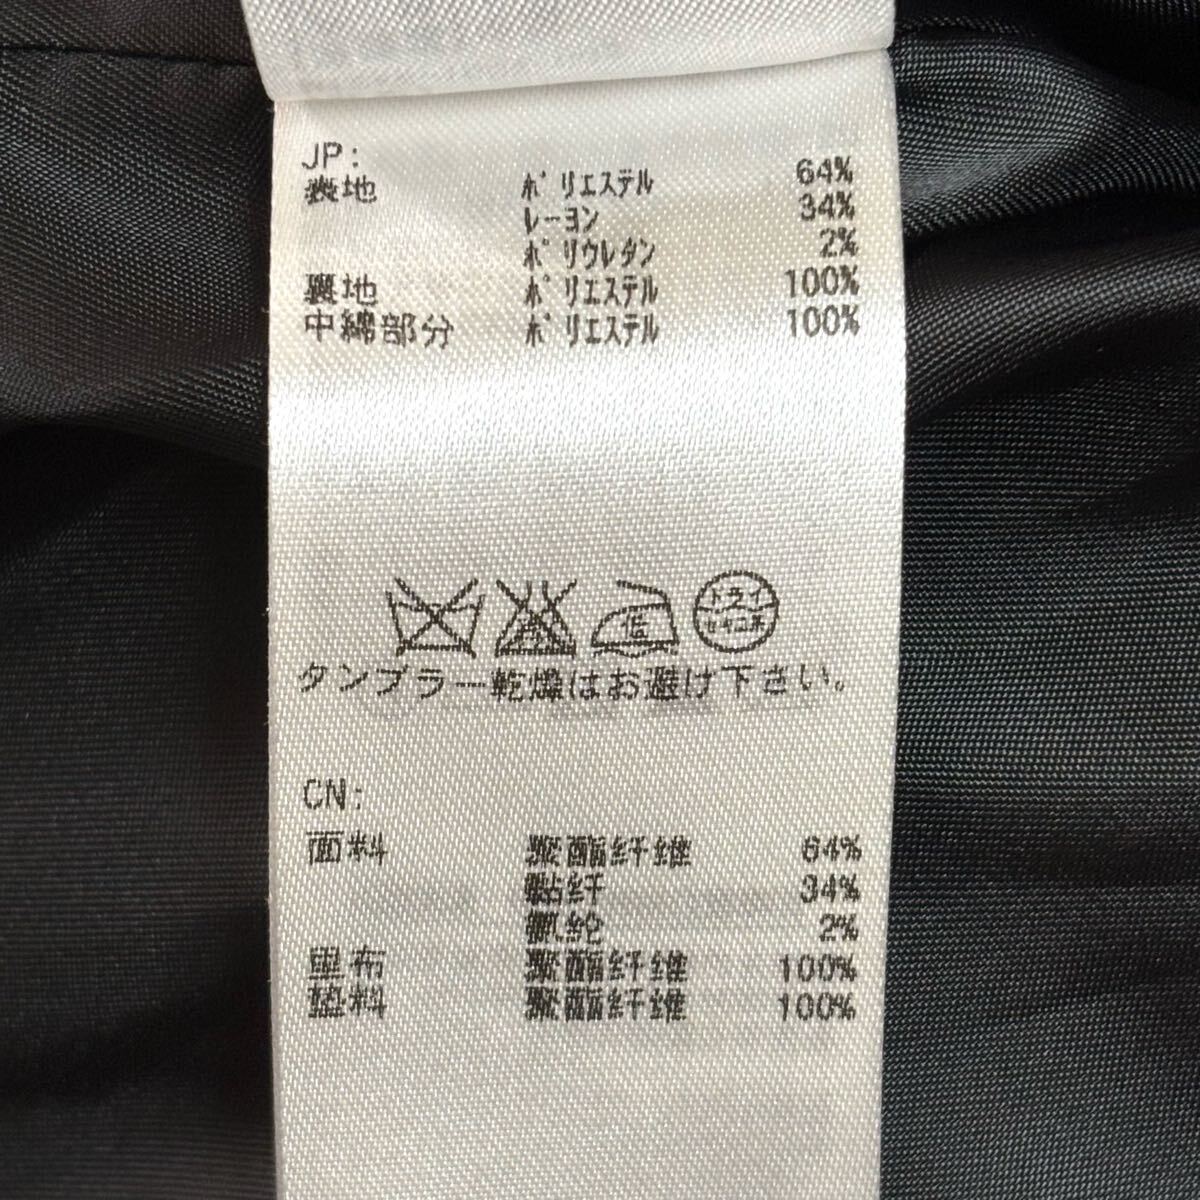 JP:
表地 ポリエステル 64%
レーヨン 34%
ポリウレタン 2%
裏地 ポリエステル 100%
中綿部分 ポリエステル 100%
低 ドライ
セキユ系
タンブラー乾燥はお避け下さい。
CN:
面料 聚酯纤维 64%
黏纤 34%
氨纶 2%
里布 聚酯纤维 100%
垫料 聚酯纤维 100%